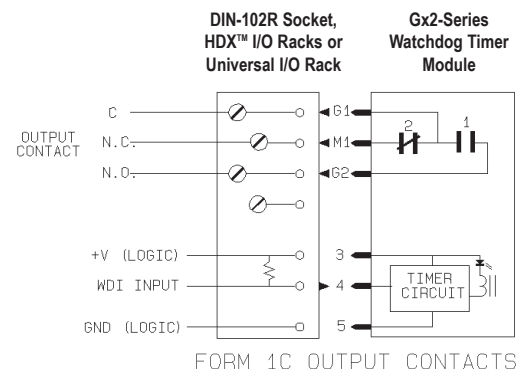 DIN-102R Socket,
HDX™ I/O Racks or
Universal I/O Rack
Gx2-Series
Watchdog Timer
Module
C
G1
2
1
OUTPUT
CONTACT
N.C.
M1
N.O.
G2
+V (LOGIC)
3
WDI INPUT
4
TIMER
CIRCUIT
GND (LOGIC)
5
FORM 1C OUTPUT CONTACTS